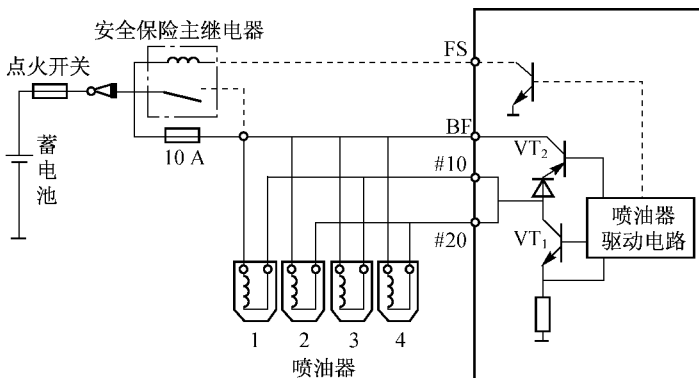 安全保险主继电器
点火开关
蓄电池
10 A
FS
BF
#10
#20
VT₂
VT₁
喷油器
驱动电路
1 2 3 4
喷油器